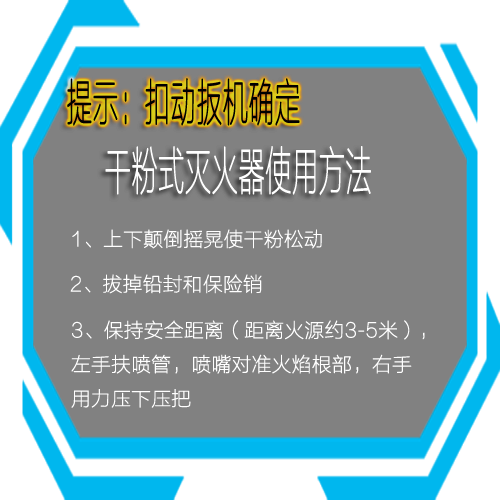 提示：扣动扳机确定
干粉式灭火器使用方法
1、上下颠倒摇晃使干粉松动
2、拔掉铅封和保险销
3、保持安全距离（距离火源约3-5米），
左手扶喷管，喷嘴对准火焰根部，右手
用力压下压把